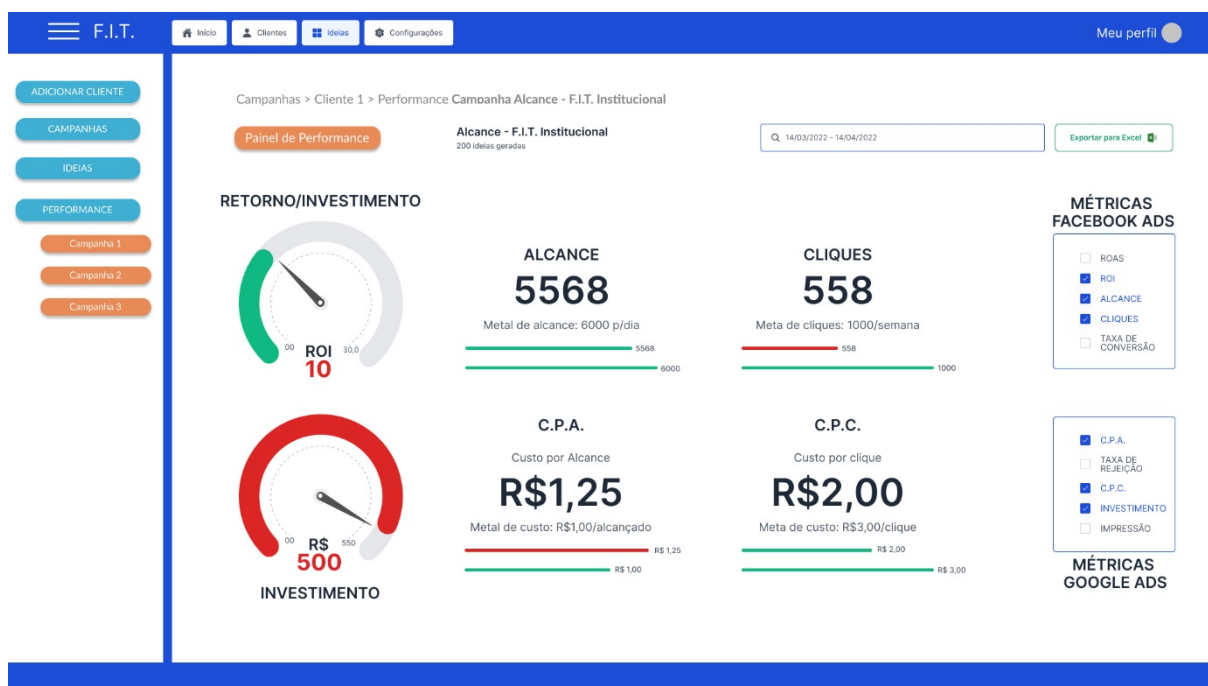 F.I.T.
Início
Clientes
Ideias
Configurações
Meu perfil
ADICIONAR CLIENTE
CAMPANHAS
IDEIAS
PERFORMANCE
Campanha 1
Campanha 2
Campanha 3
Campanhas > Cliente 1 > Performance Campanha Alcance - F.I.T. Institucional
Painel de Performance
Alcance - F.I.T. Institucional
200 ideias geradas
14/03/2022 - 14/04/2022
Exportar para Excel
RETORNO/INVESTIMENTO
00
30,0
ROI
10
ALCANCE
5568
Metal de alcance: 6000 p/dia
5568
6000
CLIQUES
558
Meta de cliques: 1000/semana
558
1000
MÉTRICAS
FACEBOOK ADS
ROAS
ROI
ALCANCE
CLIQUES
TAXA DE
CONVERSÃO
00
550
R$
500
INVESTIMENTO
C.P.A.
Custo por Alcance
R$1,25
Metal de custo: R$1,00/alcançado
R$ 1,25
R$ 1,00
C.P.C.
Custo por clique
R$2,00
Meta de custo: R$3,00/clique
R$ 2,00
R$ 3,00
C.P.A.
TAXA DE
REJEIÇÃO
C.P.C.
INVESTIMENTO
IMPRESSÃO
MÉTRICAS
GOOGLE ADS